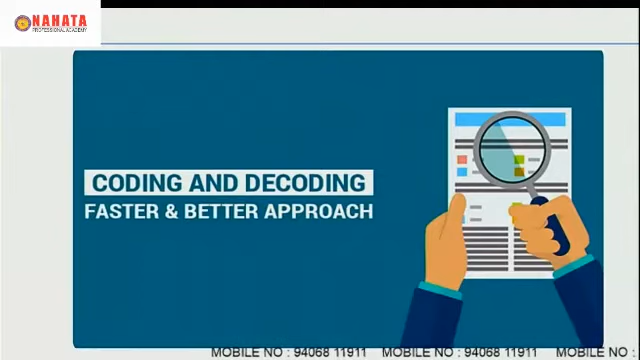 NAHATA
PROFESSIONAL ACADEMY
CODING AND DECODING
FASTER & BETTER APPROACH
MOBILE NO : 94068 11911 MOBILE NO : 94068 11911 MOBILE NO :